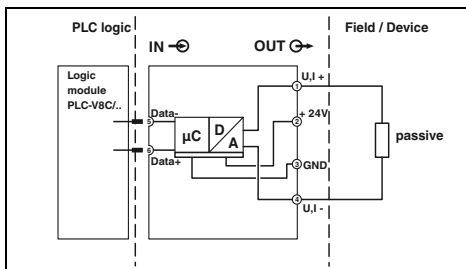 PLC logic
IN
OUT
Field / Device
Logic
module
PLC-V8C/..
Data-
5
6
Data+
µC
D
A
U,I +
1
+ 24V
2
3
GND
4
U,I -
passive